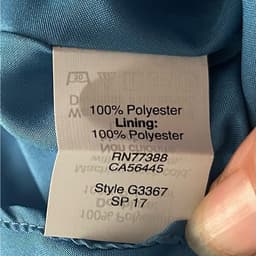 100% Polyester
Lining:
100% Polyester
RN77388
CA56445
Style G3367
SP 17